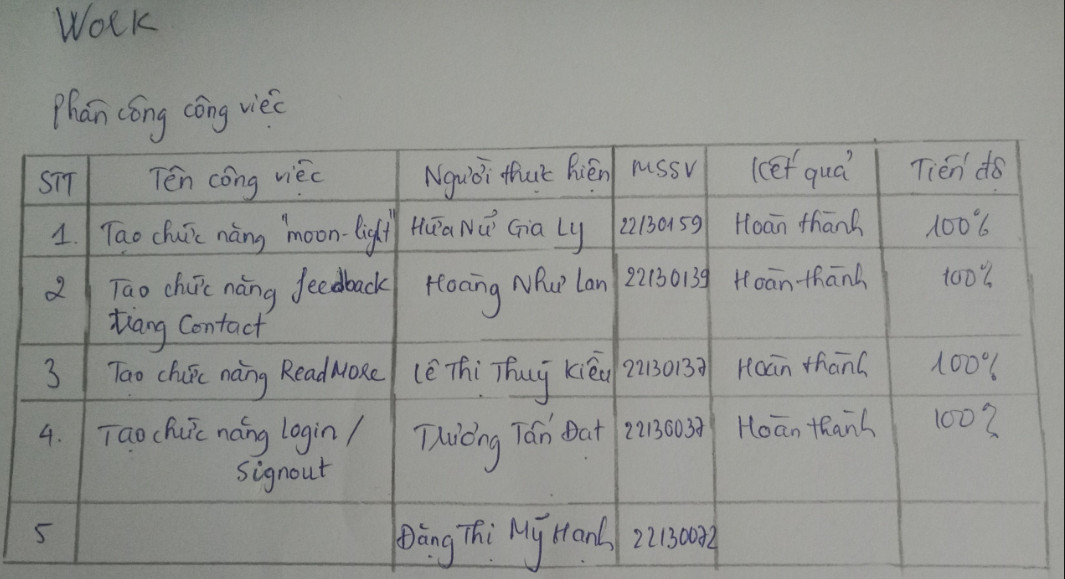 Work
Phân công công việc
STT Tên công việc Người thực hiện MSSV Kết quả Tiến độ
1. Tạo chức năng "moon-light" Hứa Nữ Gia Ly 22130159 Hoàn thành 100%
2 Tạo chức năng feedback Hoàng Như Lan 22130139 Hoàn thành 100%
trang Contact
3 Tạo chức năng ReadMore Lê Thị Thuý Kiều 22130137 Hoàn thành 100%
4. Tạo chức năng login / Trương Tấn Đạt 22130037 Hoàn thành 100%
Signout
5 Đặng Thị Mỹ Hạnh 22130072